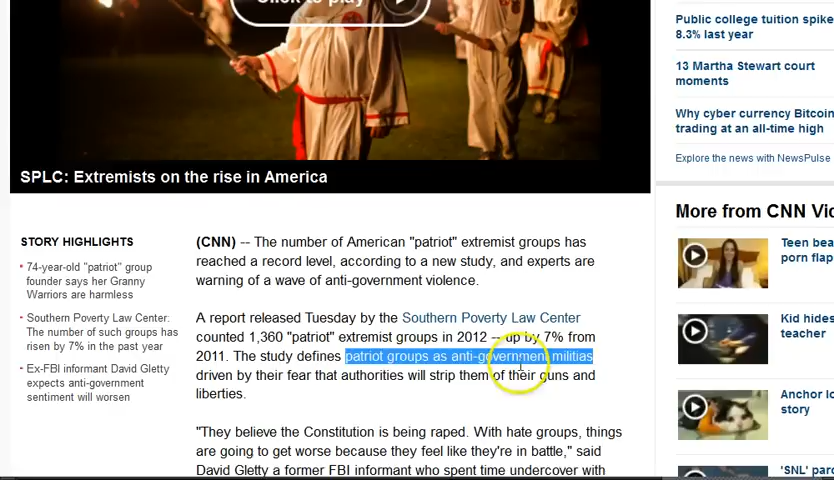 Click to play
SPLC: Extremists on the rise in America
STORY HIGHLIGHTS
74-year-old "patriot" group
founder says her Granny
Warriors are harmless
Southern Poverty Law Center:
The number of such groups has
risen by 7% in the past year
Ex-FBI informant David Gletty
expects anti-government
sentiment will worsen
(CNN) -- The number of American "patriot" extremist groups has
reached a record level, according to a new study, and experts are
warning of a wave of anti-government violence.
A report released Tuesday by the Southern Poverty Law Center
counted 1,360 "patriot" extremist groups in 2012 -- up by 7% from
2011. The study defines patriot groups as anti-government militias
driven by their fear that authorities will strip them of their guns and
liberties.
"They believe the Constitution is being raped. With hate groups, things
are going to get worse because they feel like they're in battle," said
David Gletty a former FBI informant who spent time undercover with
Public college tuition spike
8.3% last year
13 Martha Stewart court
moments
Why cyber currency Bitcoin
trading at an all-time high
Explore the news with NewsPulse
More from CNN Vid
Teen bea
porn flap
Kid hides
teacher
Anchor lo
story
'SNL' paro